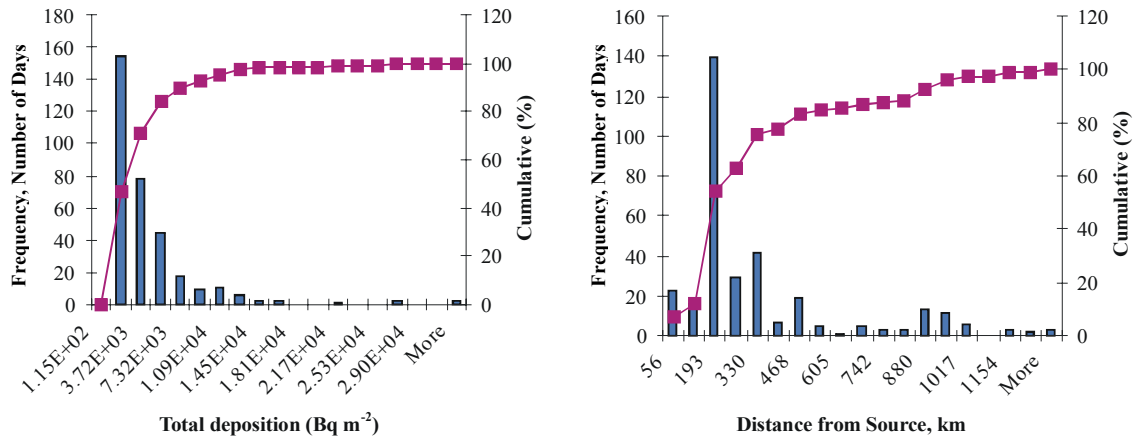 180
160
140
120
100
80
60
40
20
0
Frequency, Number of Days
120
100
80
60
40
20
0
Cumulative (%)
1.15E+02
3.72E+03
7.32E+03
1.09E+04
1.45E+04
1.81E+04
2.17E+04
2.53E+04
2.90E+04
More
Total deposition (Bq m⁻²)
160
140
120
100
80
60
40
20
0
Frequency, Number of Days
120
100
80
60
40
20
0
Cumulative (%)
56
193
330
468
605
742
880
1017
1154
More
Distance from Source, km